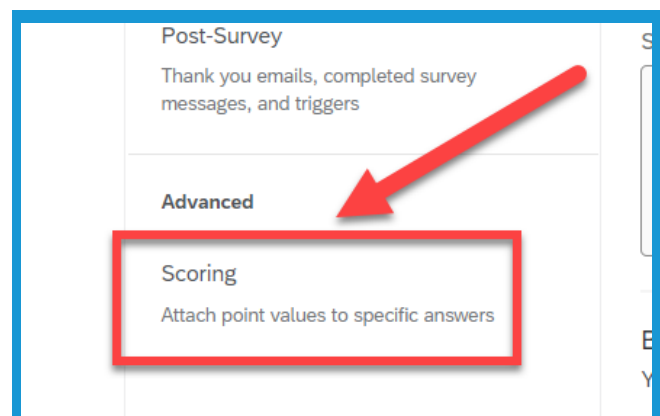 Post-Survey
Thank you emails, completed survey
messages, and triggers
Advanced
Scoring
Attach point values to specific answers